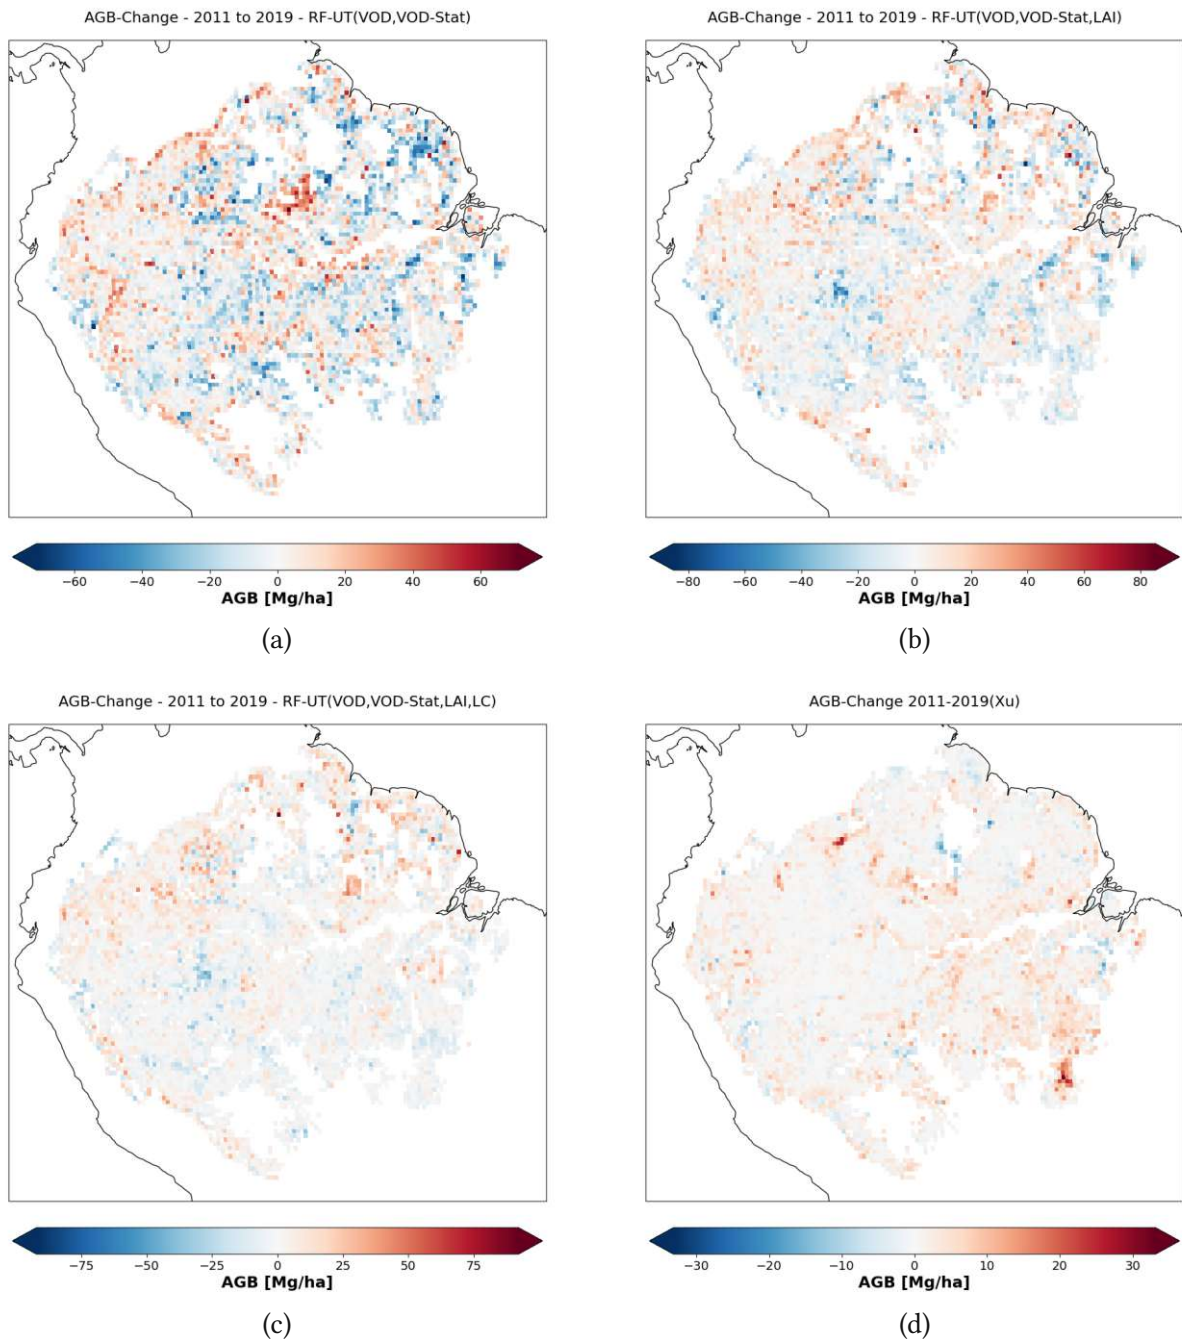 AGB-Change - 2011 to 2019 - RF-UT(VOD,VOD-Stat)
AGB-Change - 2011 to 2019 - RF-UT(VOD,VOD-Stat,LAI)
−60 −40 −20 0 20 40 60
AGB [Mg/ha]
−80 −60 −40 −20 0 20 40 60 80
AGB [Mg/ha]
(a)
(b)
AGB-Change - 2011 to 2019 - RF-UT(VOD,VOD-Stat,LAI,LC)
AGB-Change 2011-2019(Xu)
−75 −50 −25 0 25 50 75
AGB [Mg/ha]
−30 −20 −10 0 10 20 30
AGB [Mg/ha]
(c)
(d)